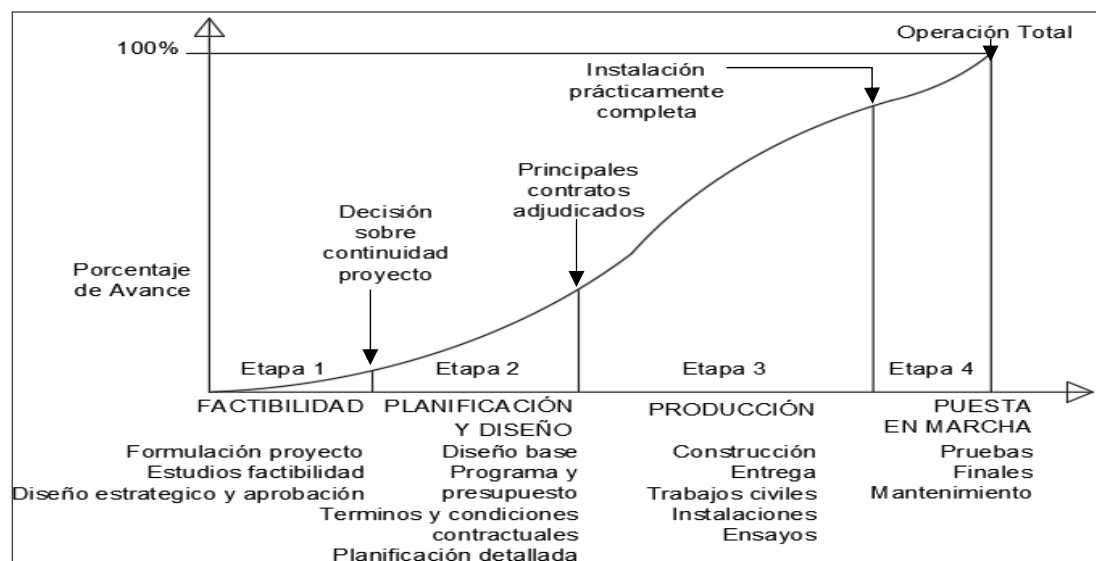 Operación Total
100%
Instalación
prácticamente
completa
Principales
contratos
adjudicados
Decisión
sobre
continuidad
proyecto
Porcentaje
de Avance
Etapa 1
Etapa 2
Etapa 3
Etapa 4
FACTIBILIDAD
Formulación proyecto
Estudios factibilidad
Diseño estrategico y aprobación
PLANIFICACIÓN
Y DISEÑO
Diseño base
Programa y
presupuesto
Terminos y condiciones
contractuales
Planificación detallada
PRODUCCIÓN
Construcción
Entrega
Trabajos civiles
Instalaciones
Ensayos
PUESTA
EN MARCHA
Pruebas
Finales
Mantenimiento